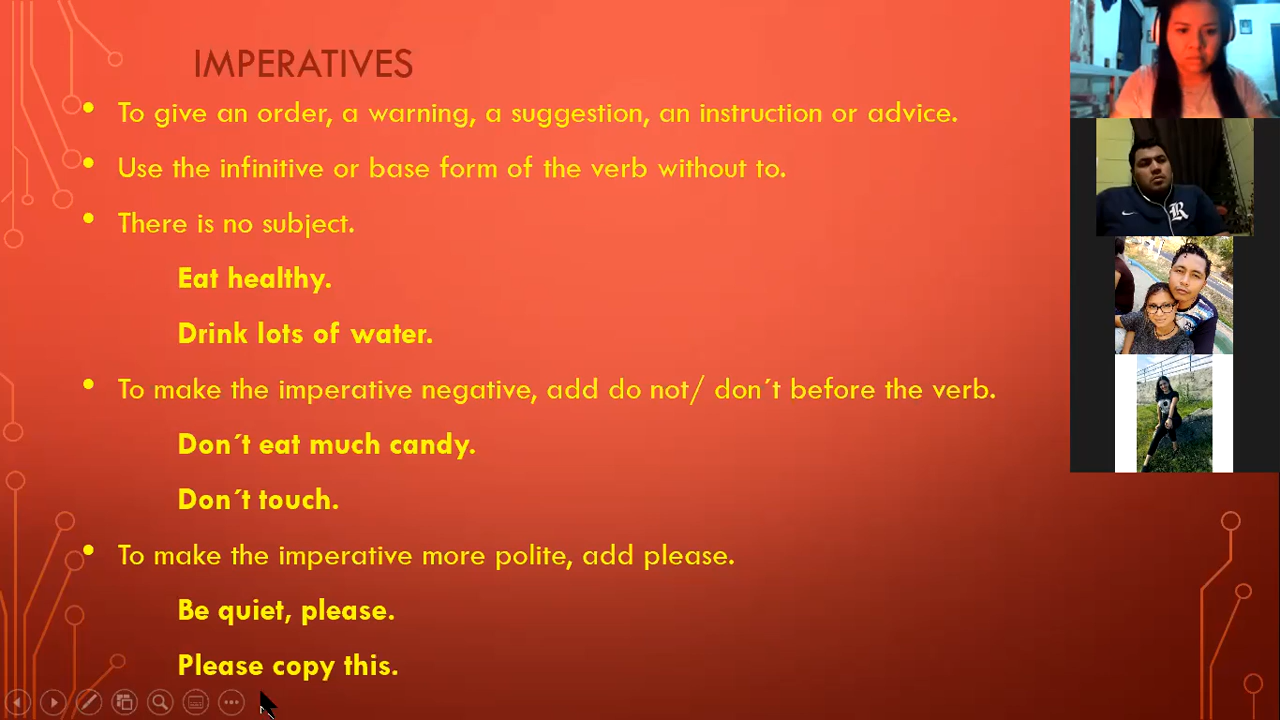 IMPERATIVES
• To give an order, a warning, a suggestion, an instruction or advice.
• Use the infinitive or base form of the verb without to.
• There is no subject.
Eat healthy.
Drink lots of water.
• To make the imperative negative, add do not/ don´t before the verb.
Don´t eat much candy.
Don´t touch.
• To make the imperative more polite, add please.
Be quiet, please.
Please copy this.
R